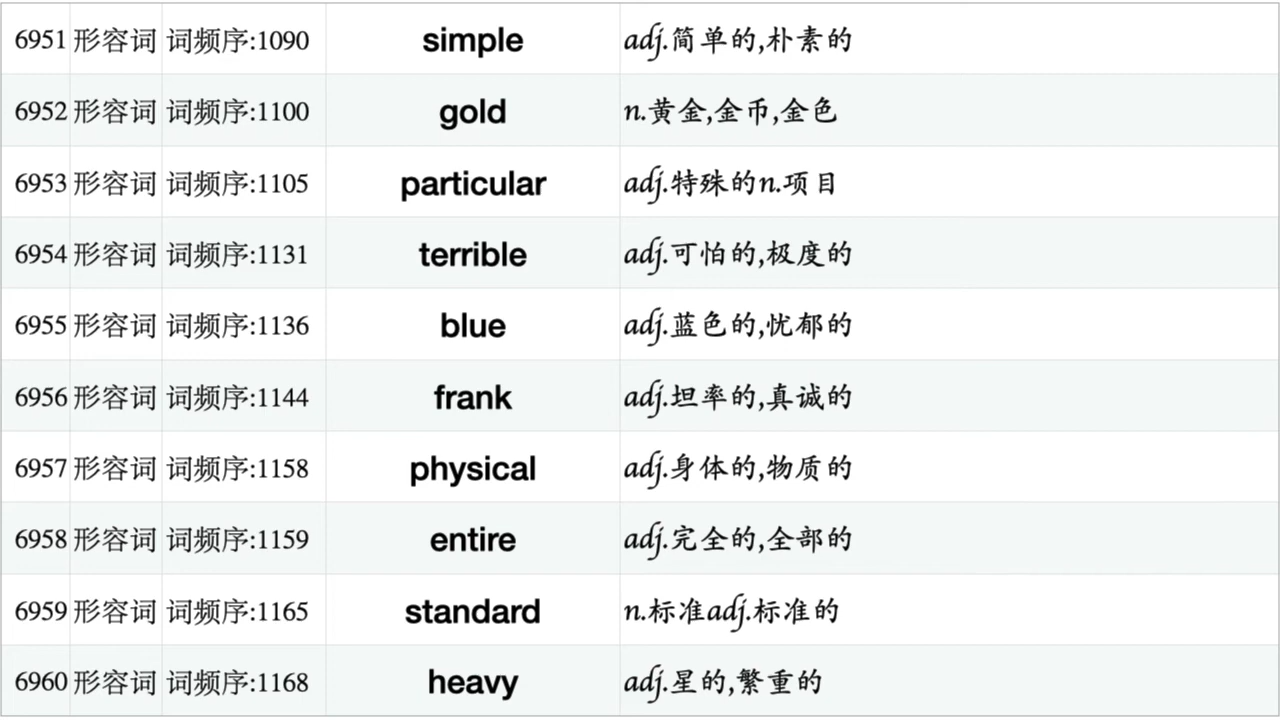 6951 形容词 词频序:1090 simple adj.简单的,朴素的
6952 形容词 词频序:1100 gold n.黄金,金币,金色
6953 形容词 词频序:1105 particular adj.特殊的n.项目
6954 形容词 词频序:1131 terrible adj.可怕的,极度的
6955 形容词 词频序:1136 blue adj.蓝色的,忧郁的
6956 形容词 词频序:1144 frank adj.坦率的,真诚的
6957 形容词 词频序:1158 physical adj.身体的,物质的
6958 形容词 词频序:1159 entire adj.完全的,全部的
6959 形容词 词频序:1165 standard n.标准adj.标准的
6960 形容词 词频序:1168 heavy adj.星的,繁重的